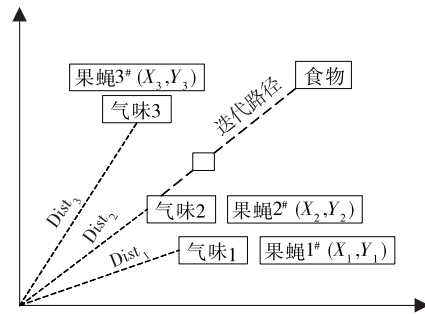 果蝇3# (X3,Y3)
气味3
食物
迭代路径
Dist3
Dist2
气味2
果蝇2# (X2,Y2)
Dist1
气味1
果蝇1# (X1,Y1)